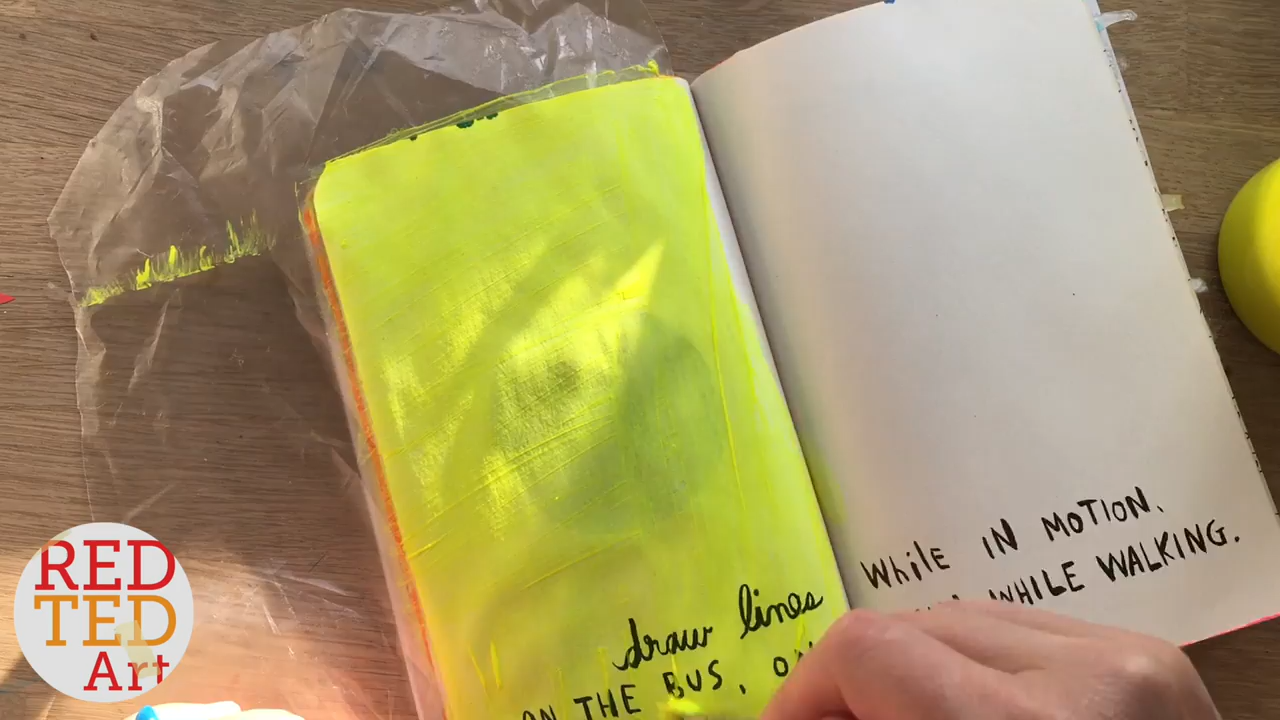 draw lines While IN MOTION.
ON THE BUS, WHILE WALKING.
RED
TED
Art